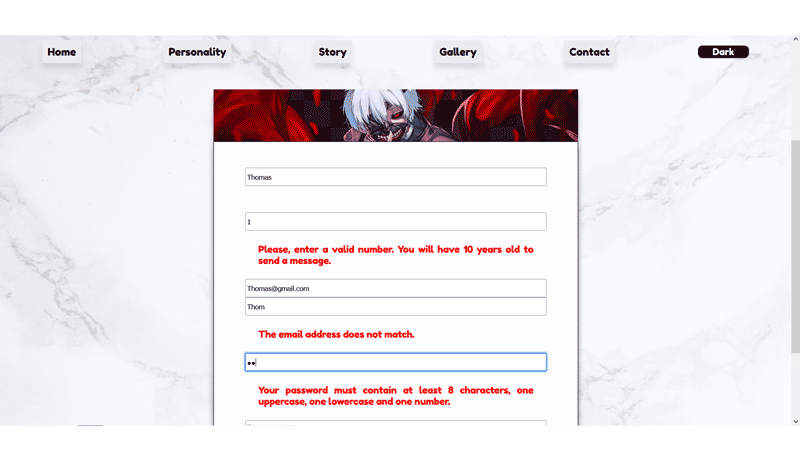 Home Personality Story Gallery Contact Dark
Thomas
1
Please, enter a valid number. You will have 10 years old to
send a message.
Thomas@gmail.com
Thom
The email address does not match.
Your password must contain at least 8 characters, one
uppercase, one lowercase and one number.